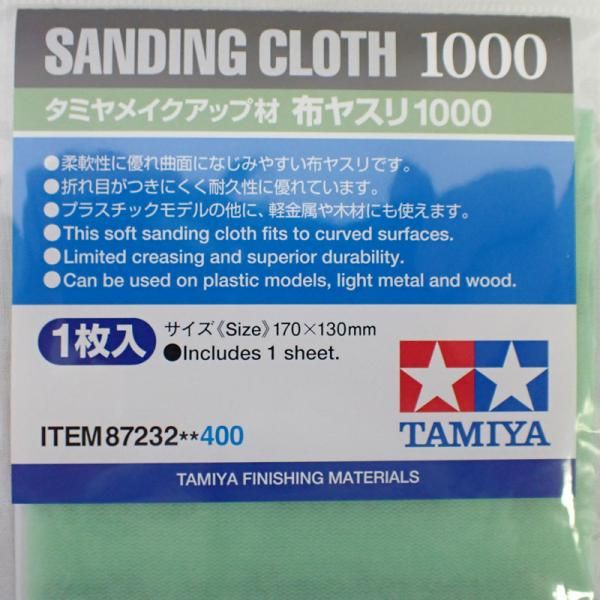 SANDING CLOTH 1000
タミヤメイクアップ材 布ヤスリ1000
●柔軟性に優れ曲面になじみやすい布ヤスリです。
●折れ目がつきにくく耐久性に優れています。
●プラスチックモデルの他に、軽金属や木材にも使えます。
●This soft sanding cloth fits to curved surfaces.
●Limited creasing and superior durability.
●Can be used on plastic models, light metal and wood.
1枚入
サイズ《Size》170×130mm
●Includes 1 sheet.
ITEM87232**400
TAMIYA
TAMIYA FINISHING MATERIALS